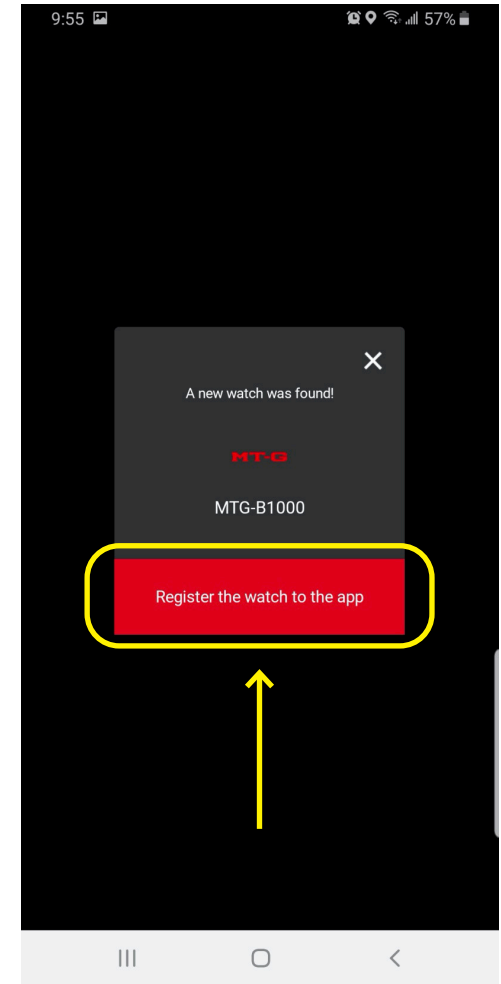 9:55 57%
A new watch was found!
MT-G
MTG-B1000
Register the watch to the app